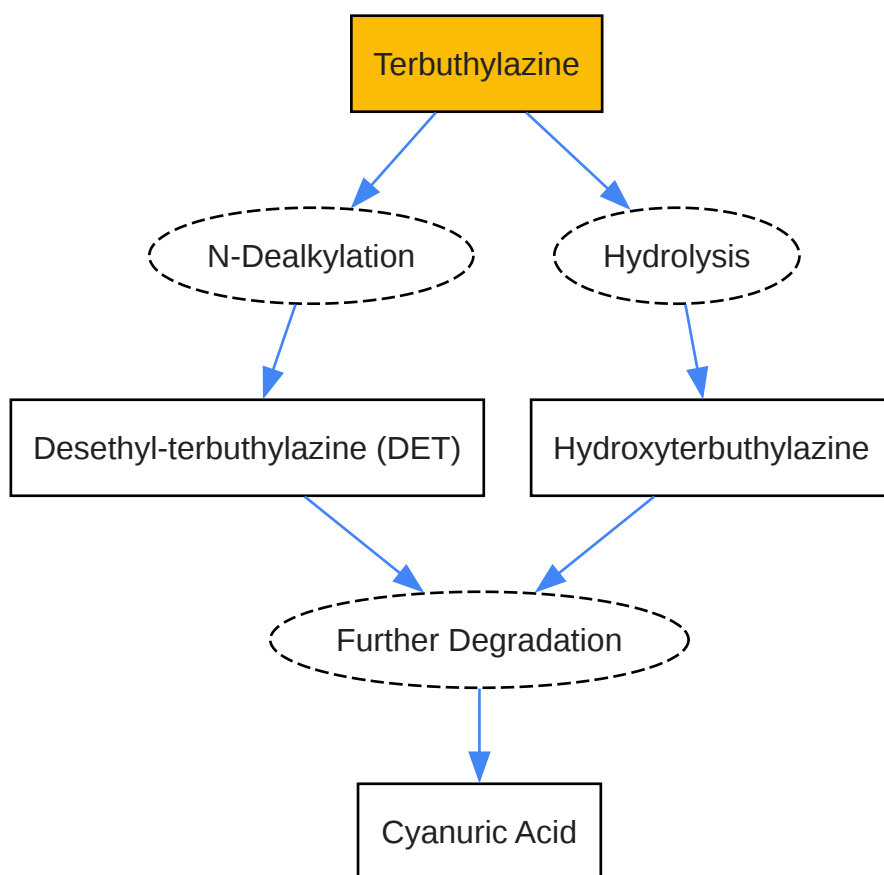 Terbuthylazine
N-Dealkylation
Hydrolysis
Desethyl-terbuthylazine (DET)
Hydroxyterbuthylazine
Further Degradation
Cyanuric Acid